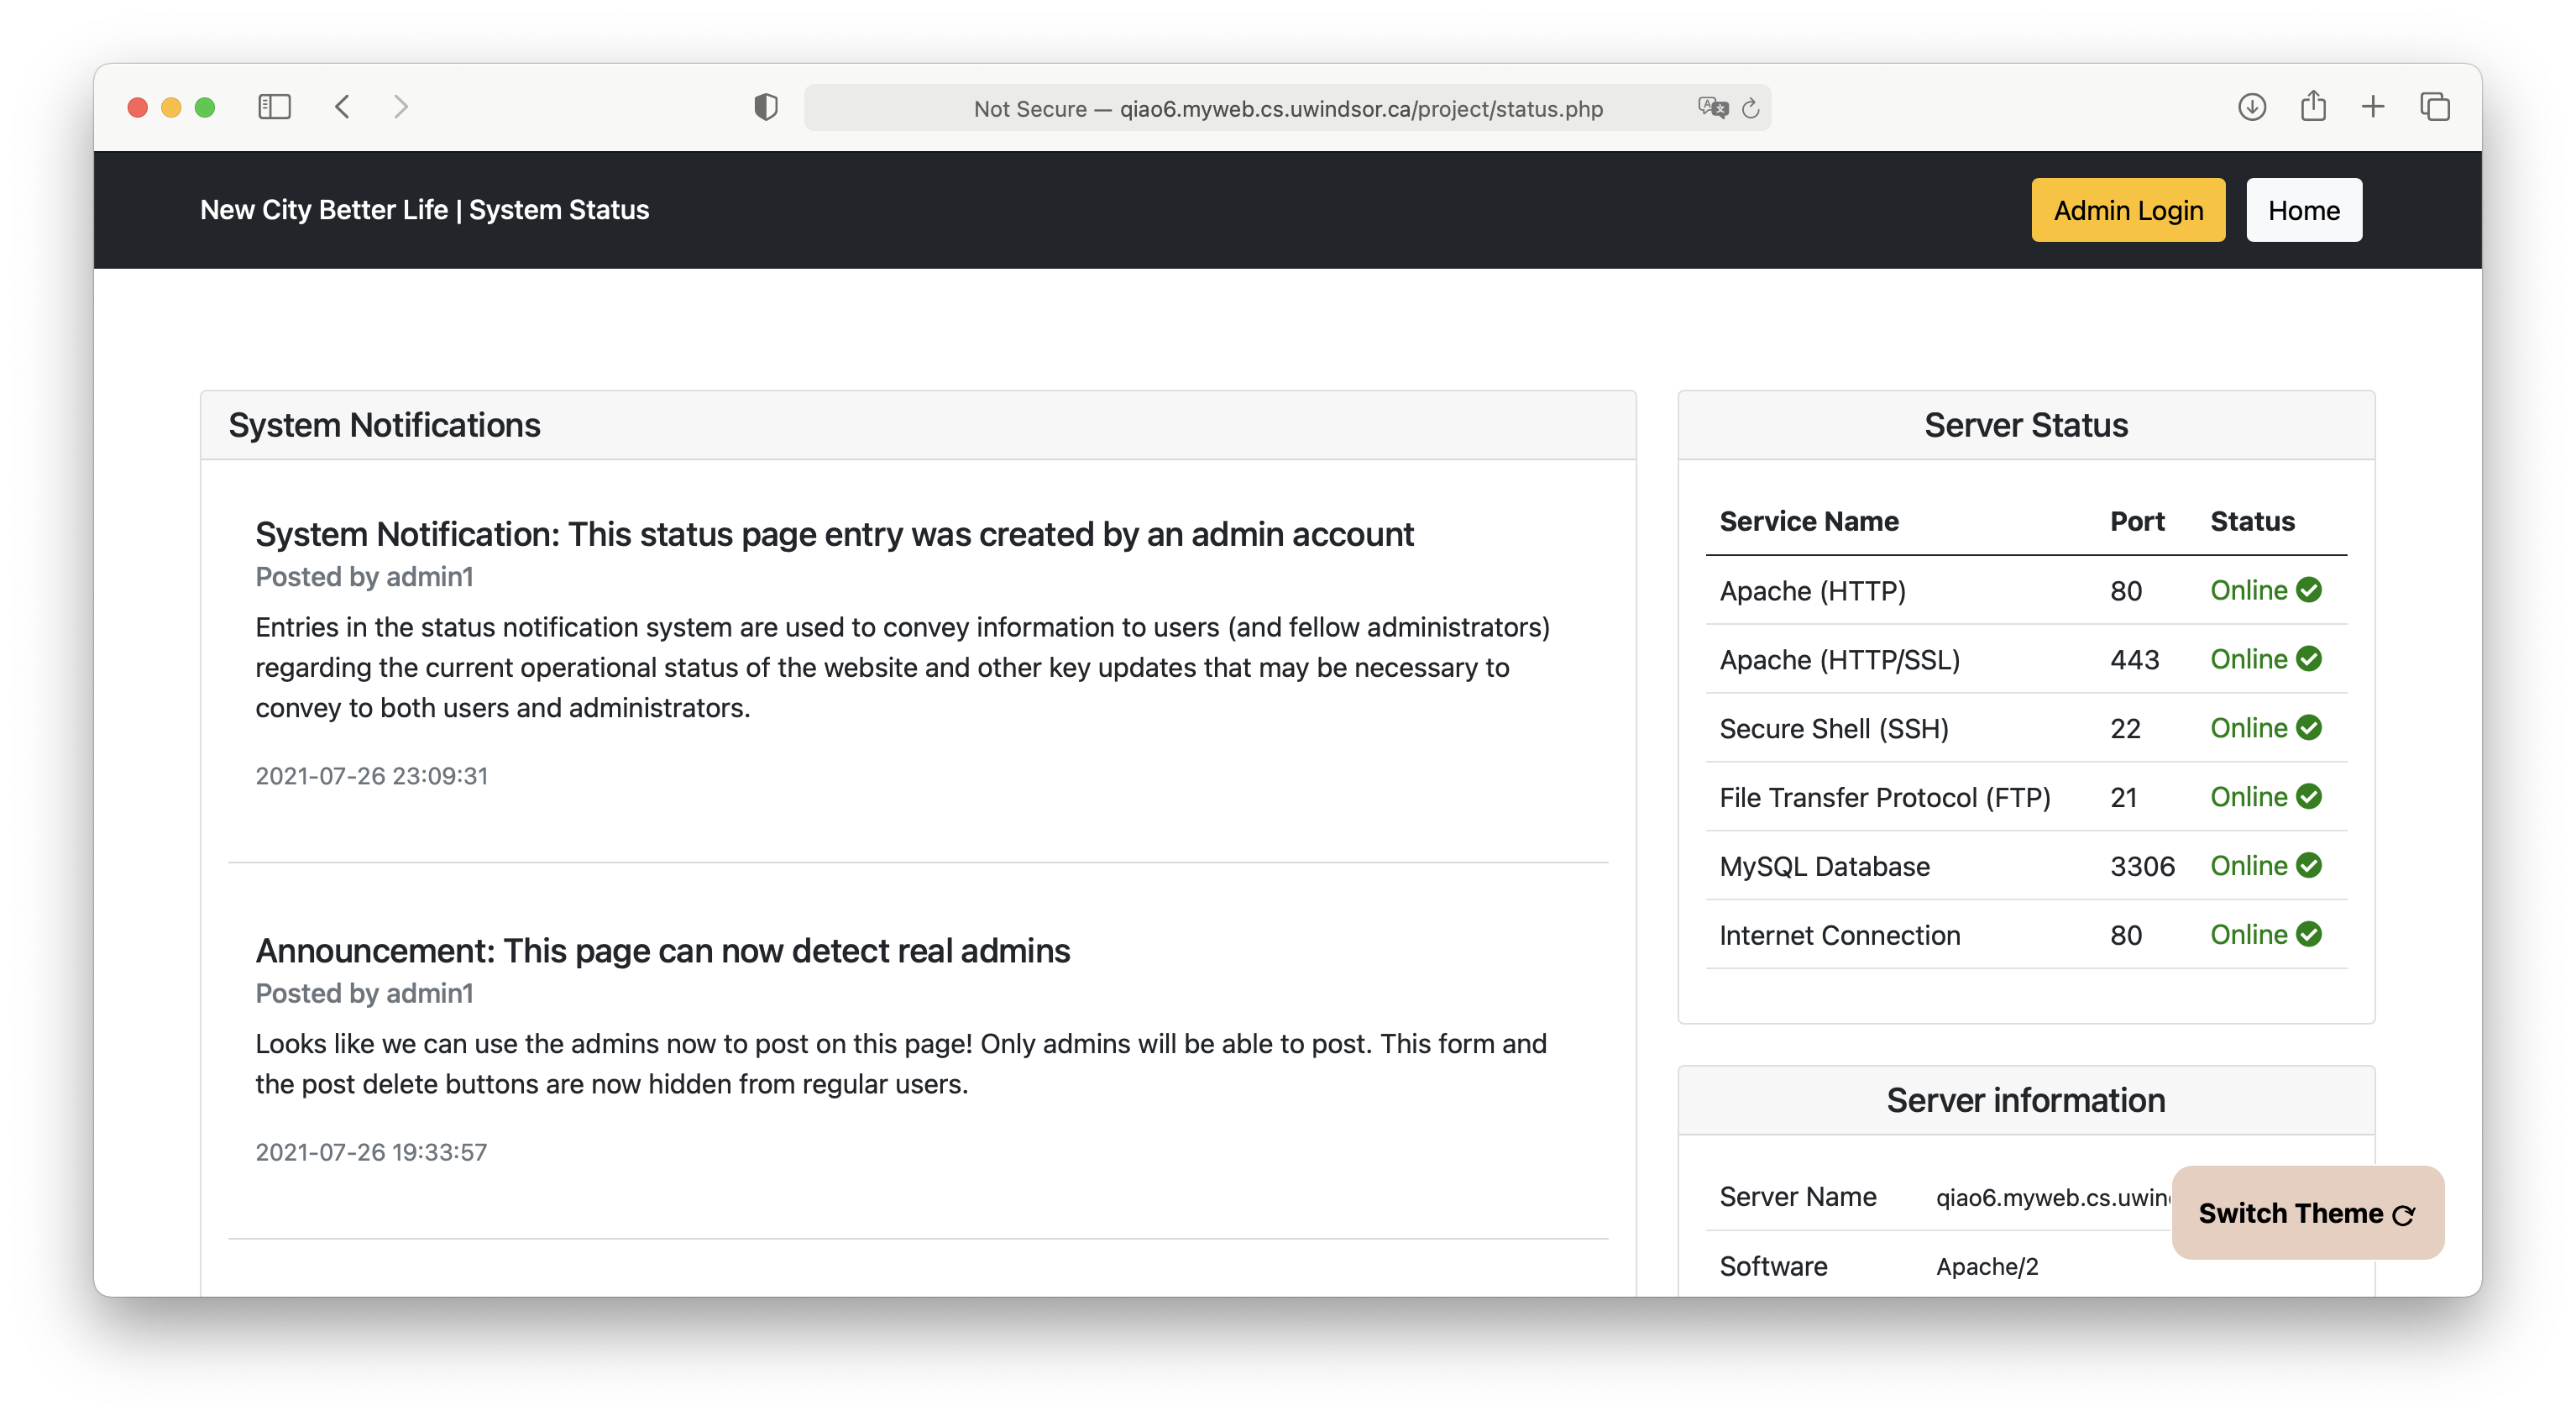 Not Secure — qiao6.myweb.cs.uwindsor.ca/project/status.php
New City Better Life | System Status
Admin Login
Home
System Notifications
System Notification: This status page entry was created by an admin account
Posted by admin1
Entries in the status notification system are used to convey information to users (and fellow administrators)
regarding the current operational status of the website and other key updates that may be necessary to
convey to both users and administrators.
2021-07-26 23:09:31
Announcement: This page can now detect real admins
Posted by admin1
Looks like we can use the admins now to post on this page! Only admins will be able to post. This form and
the post delete buttons are now hidden from regular users.
2021-07-26 19:33:57
Server Status
Service Name Port Status
Apache (HTTP) 80 Online
Apache (HTTP/SSL) 443 Online
Secure Shell (SSH) 22 Online
File Transfer Protocol (FTP) 21 Online
MySQL Database 3306 Online
Internet Connection 80 Online
Server information
Server Name
Software Apache/2
Switch Theme